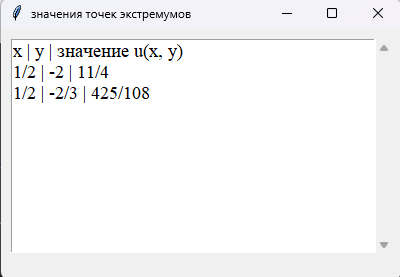 значения точек экстремумов
x | y | значение u(x, y)
1/2 | -2 | 11/4
1/2 | -2/3 | 425/108